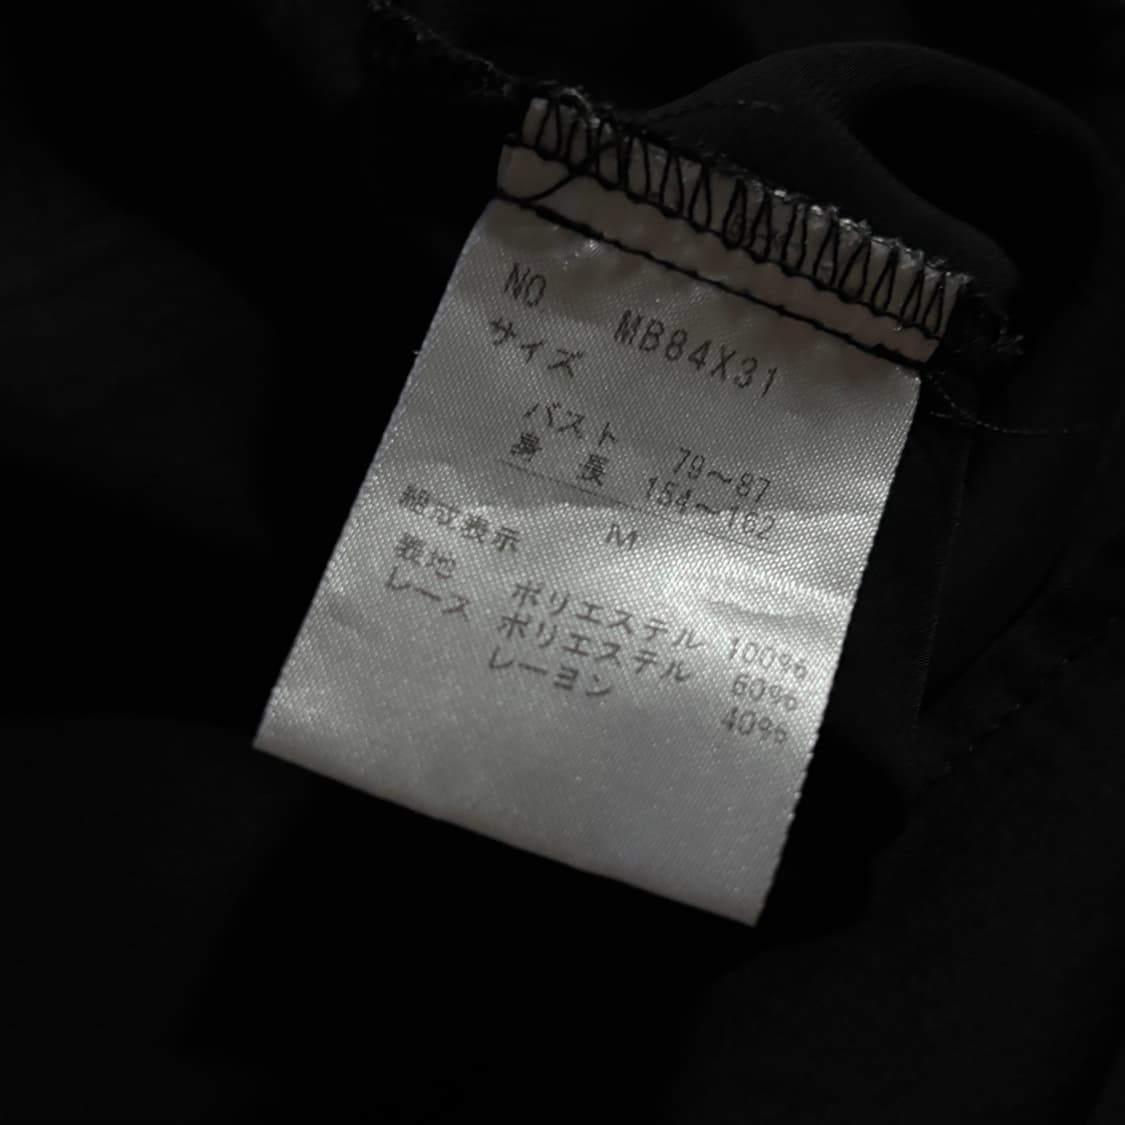 NO MB84X31
サイズ
バスト 79～87
身長 154～162
M
組成表示
表地 ポリエステル 100%
レース ポリエステル 60%
レーヨン 40%